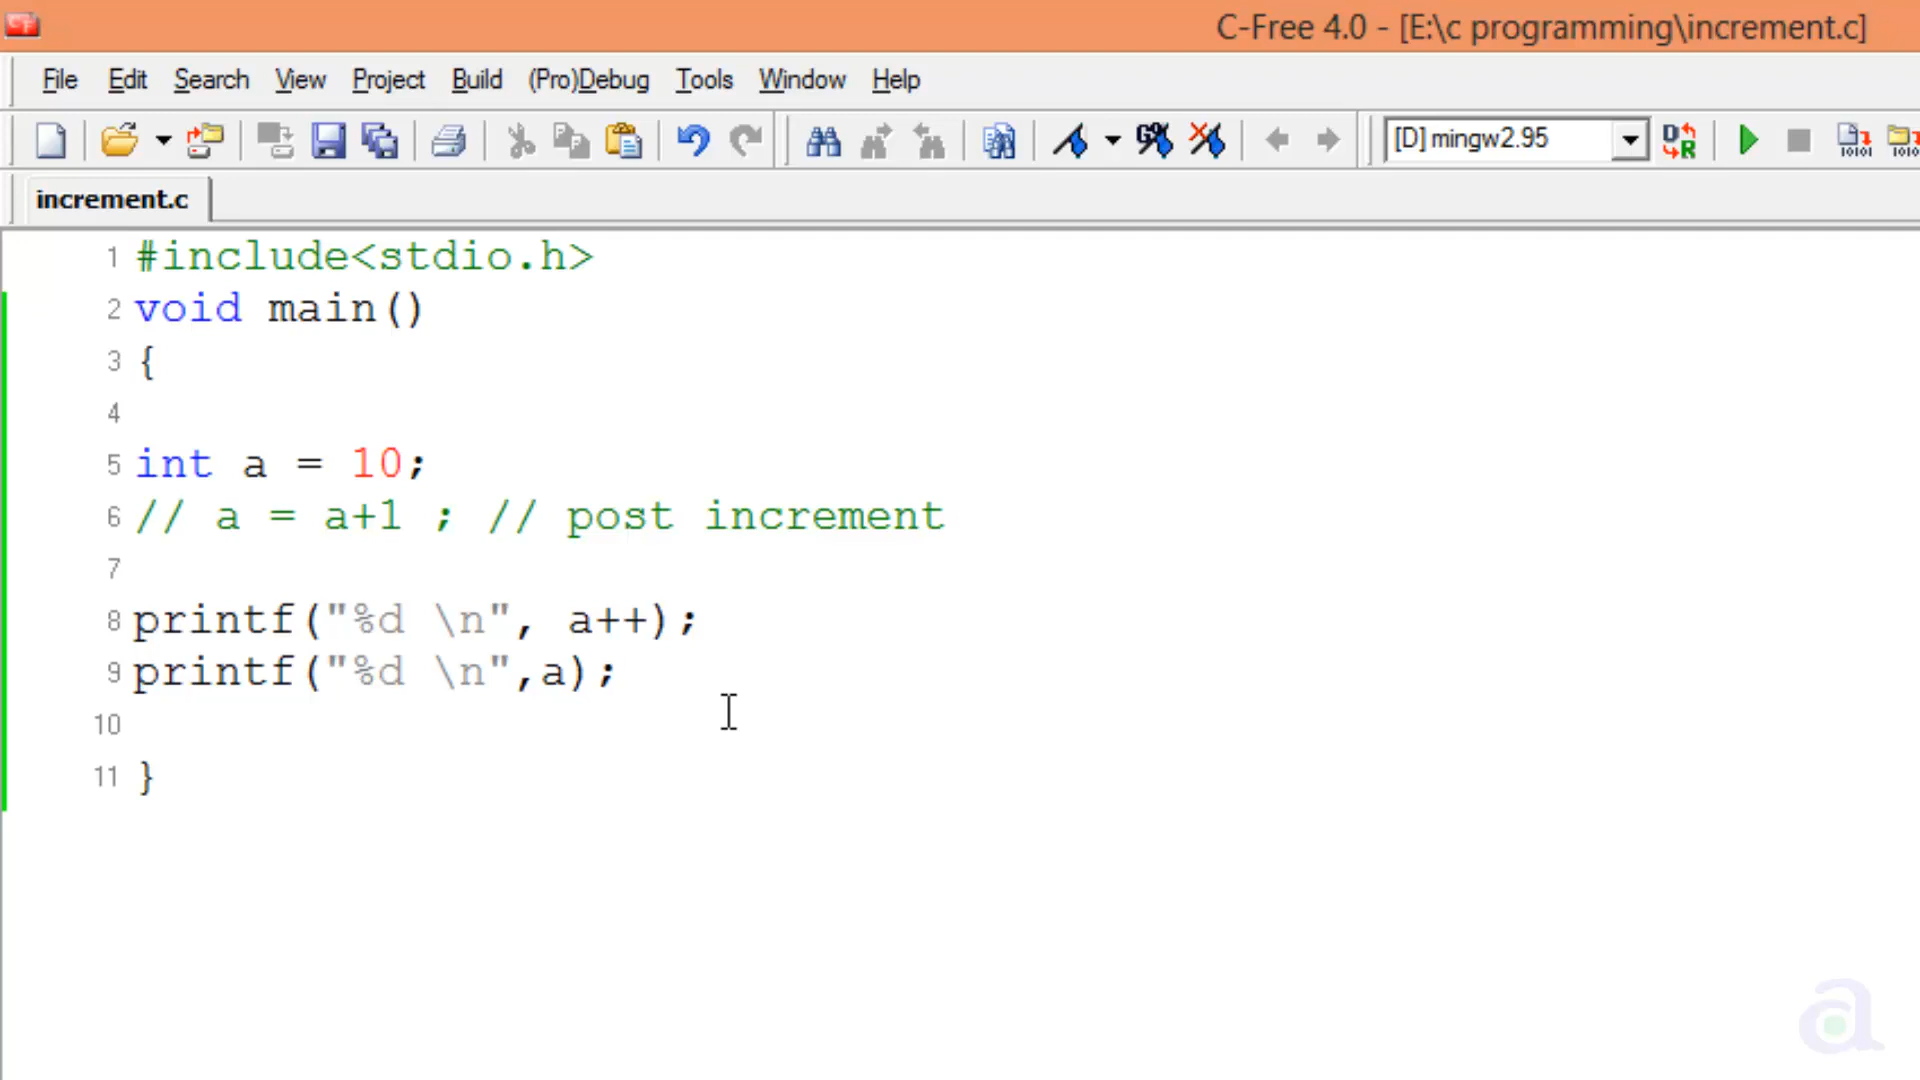 C-Free 4.0 - [E:\c programming\increment.c]
File Edit Search View Project Build (Pro)Debug Tools Window Help
[D] mingw2.95
increment.c
1 #include<stdio.h>
2 void main()
3 {
4
5 int a = 10;
6 // a = a+1 ; // post increment
7
8 printf("%d \n", a++);
9 printf("%d \n",a);
10
11 }
a